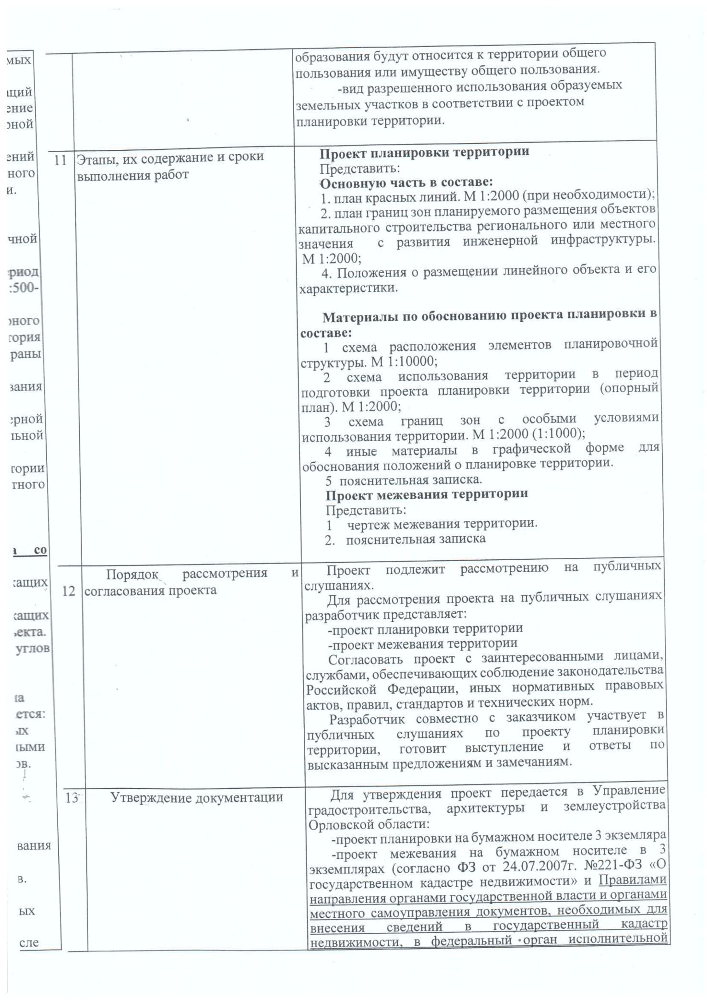 мых
аций
ение
рной
ений
ного
и.
чной
риод
:500-
ного
тория
раны
зания
ерной
льной
тории
тного
а со
ащих
ащих
екта.
углов
та
ется:
ых
ными
ов.
вания
в.
ых
сле
образования будут относится к территории общего
пользования или имуществу общего пользования.
-вид разрешенного использования образуемых
земельных участков в соответствии с проектом
планировки территории.
11
Этапы, их содержание и сроки
выполнения работ
Проект планировки территории
Представить:
Основную часть в составе:
1. план красных линий. М 1:2000 (при необходимости);
2. план границ зон планируемого размещения объектов
капитального строительства регионального или местного
значения с развития инженерной инфраструктуры.
М 1:2000;
4. Положения о размещении линейного объекта и его
характеристики.
Материалы по обоснованию проекта планировки в
составе:
1 схема расположения элементов планировочной
структуры. М 1:10000;
2 схема использования территории в период
подготовки проекта планировки территории (опорный
план). М 1:2000;
3 схема границ зон с особыми условиями
использования территории. М 1:2000 (1:1000);
4 иные материалы в графической форме для
обоснования положений о планировке территории.
5 пояснительная записка.
Проект межевания территории
Представить:
1 чертеж межевания территории.
2. пояснительная записка
12
Порядок рассмотрения и
согласования проекта
Проект подлежит рассмотрению на публичных
слушаниях.
Для рассмотрения проекта на публичных слушаниях
разработчик представляет:
-проект планировки территории
-проект межевания территории
Согласовать проект с заинтересованными лицами,
службами, обеспечивающих соблюдение законодательства
Российской Федерации, иных нормативных правовых
актов, правил, стандартов и технических норм.
Разработчик совместно с заказчиком участвует в
публичных слушаниях по проекту планировки
территории, готовит выступление и ответы по
высказанным предложениям и замечаниям.
13
Утверждение документации
Для утверждения проект передается в Управление
градостроительства, архитектуры и землеустройства
Орловской области:
-проект планировки на бумажном носителе 3 экземпляра
-проект межевания на бумажном носителе в 3
экземплярах (согласно ФЗ от 24.07.2007г. №221-ФЗ «О
государственном кадастре недвижимости» и Правилами
направления органами государственной власти и органами
местного самоуправления документов, необходимых для
внесения сведений в государственный кадастр
недвижимости, в федеральный орган исполнительной